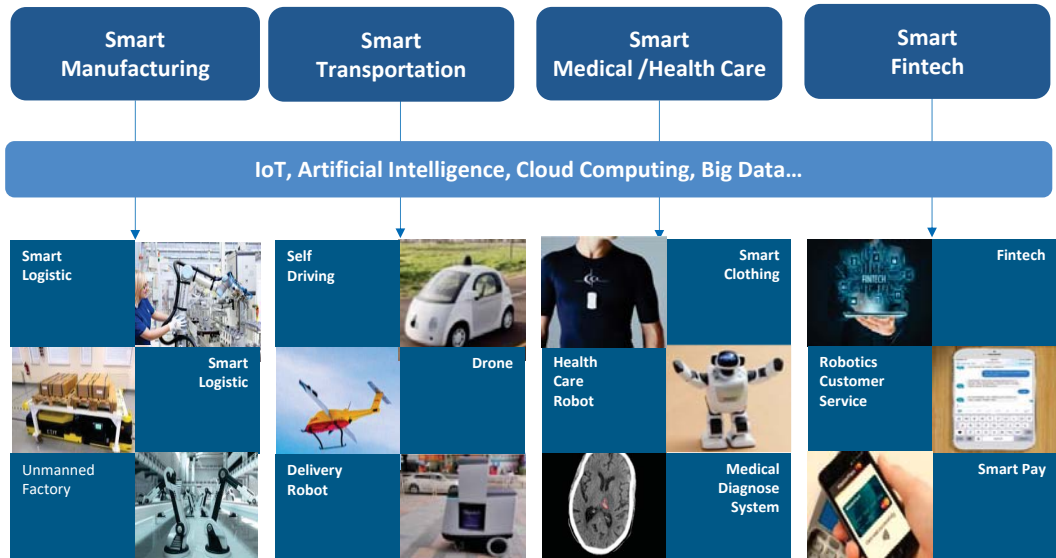 Smart
Manufacturing
Smart
Transportation
Smart
Medical /Health Care
Smart
Fintech
IoT, Artificial Intelligence, Cloud Computing, Big Data...
Smart
Logistic
Smart
Logistic
Unmanned
Factory
Self
Driving
Drone
Delivery
Robot
Smart
Clothing
Health
Care
Robot
Medical
Diagnose
System
Fintech
FINTECH
Robotics
Customer
Service
Smart Pay